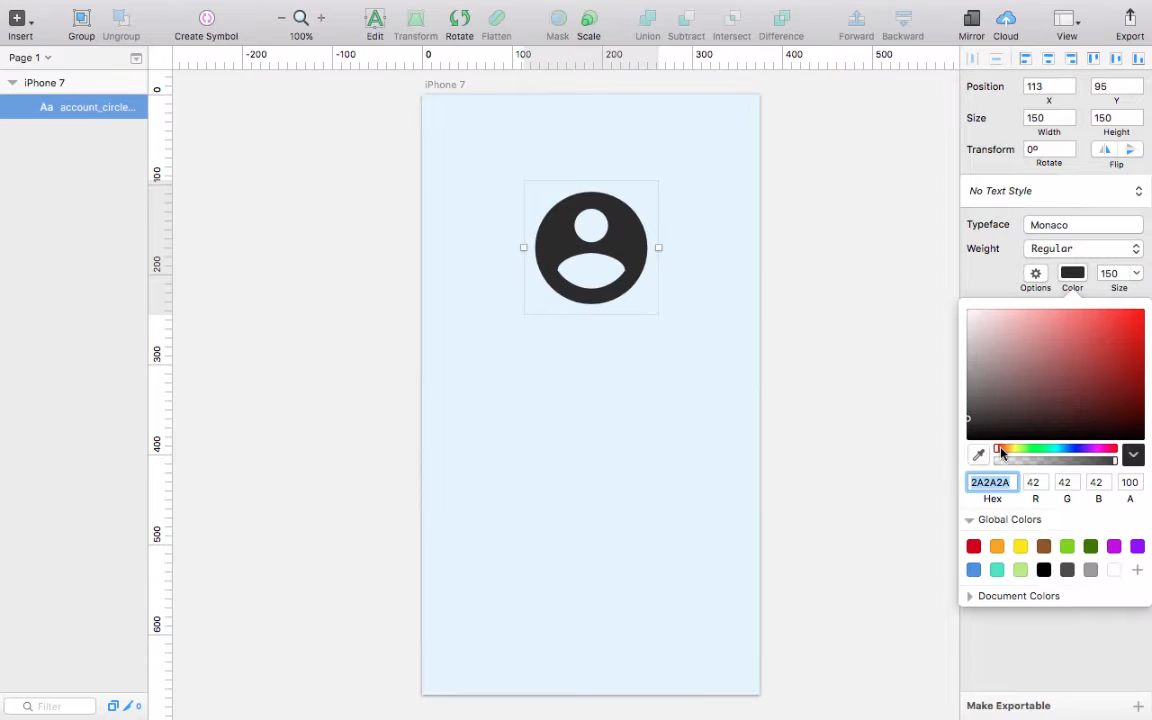 Insert
Group
Ungroup
Create Symbol
100%
Edit
Transform
Rotate
Flatten
Mask
Scale
Union
Subtract
Intersect
Difference
Forward
Backward
Mirror
Cloud
View
Export
Page 1
iPhone 7
Aa account_circle...
Filter
0
-200 -100 0 100 200 300 400 500
0
100
200
300
400
500
600
iPhone 7
Position 113 95
X Y
Size 150 150
Width Height
Transform 0º
Rotate Flip
No Text Style
Typeface Monaco
Weight Regular
150
Options Color Size
2A2A2A 42 42 42 100
Hex R G B A
Global Colors
Document Colors
Make Exportable